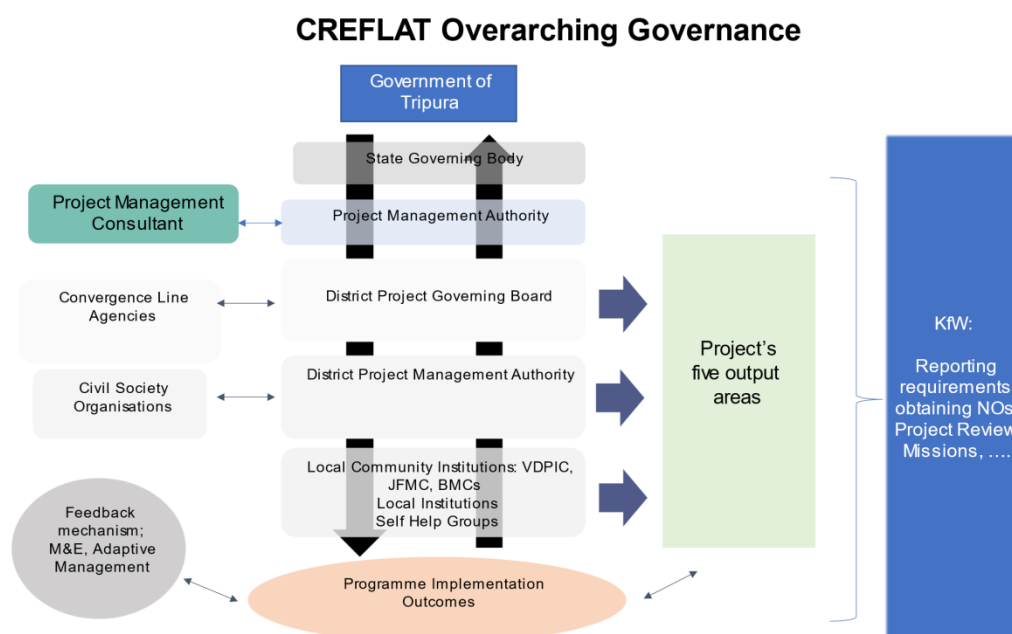 CREFLAT Overarching Governance
Government of
Tripura
State Governing Body
Project Management
Consultant
Project Management Authority
Convergence Line
Agencies
District Project Governing Board
Civil Society
Organisations
District Project Management Authority
Local Community Institutions: VDPIC,
JFMC, BMCs
Local Institutions
Self Help Groups
Feedback
mechanism;
M&E, Adaptive
Management
Programme Implementation
Outcomes
Project's
five output
areas
KfW:
Reporting
requirements
obtaining NOs
Project Review
Missions, ....